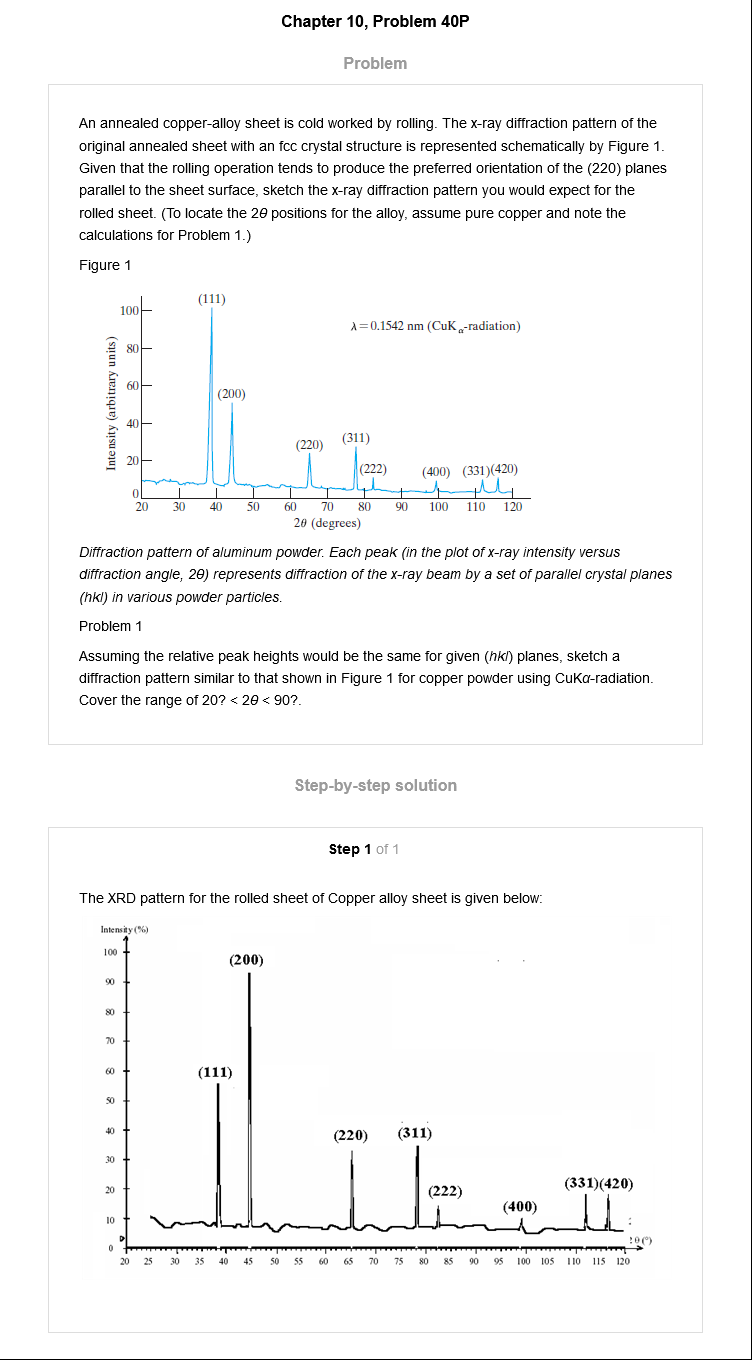 Chapter 10, Problem 40P
Problem
An annealed copper-alloy sheet is cold worked by rolling. The x-ray diffraction pattern of the
original annealed sheet with an fcc crystal structure is represented schematically by Figure 1.
Given that the rolling operation tends to produce the preferred orientation of the (220) planes
parallel to the sheet surface, sketch the x-ray diffraction pattern you would expect for the
rolled sheet. (To locate the 2θ positions for the alloy, assume pure copper and note the
calculations for Problem 1.)
Figure 1
(111)
λ=0.1542 nm (CuKα-radiation)
(200)
(220)
(311)
(222)
(400)
(331)(420)
Intensity (arbitrary units)
100
80
60
40
20
0
20 30 40 50 60 70 80 90 100 110 120
2θ (degrees)
Diffraction pattern of aluminum powder. Each peak (in the plot of x-ray intensity versus
diffraction angle, 2θ) represents diffraction of the x-ray beam by a set of parallel crystal planes
(hkl) in various powder particles.
Problem 1
Assuming the relative peak heights would be the same for given (hkl) planes, sketch a
diffraction pattern similar to that shown in Figure 1 for copper powder using CuKα-radiation.
Cover the range of 20? < 2θ < 90?.
Step-by-step solution
Step 1 of 1
The XRD pattern for the rolled sheet of Copper alloy sheet is given below:
Intensity (%)
100
90
80
70
60
50
40
30
20
10
0
(200)
(111)
(220)
(311)
(222)
(400)
(331)(420)
20 25 30 35 40 45 50 55 60 65 70 75 80 85 90 95 100 105 110 115 120